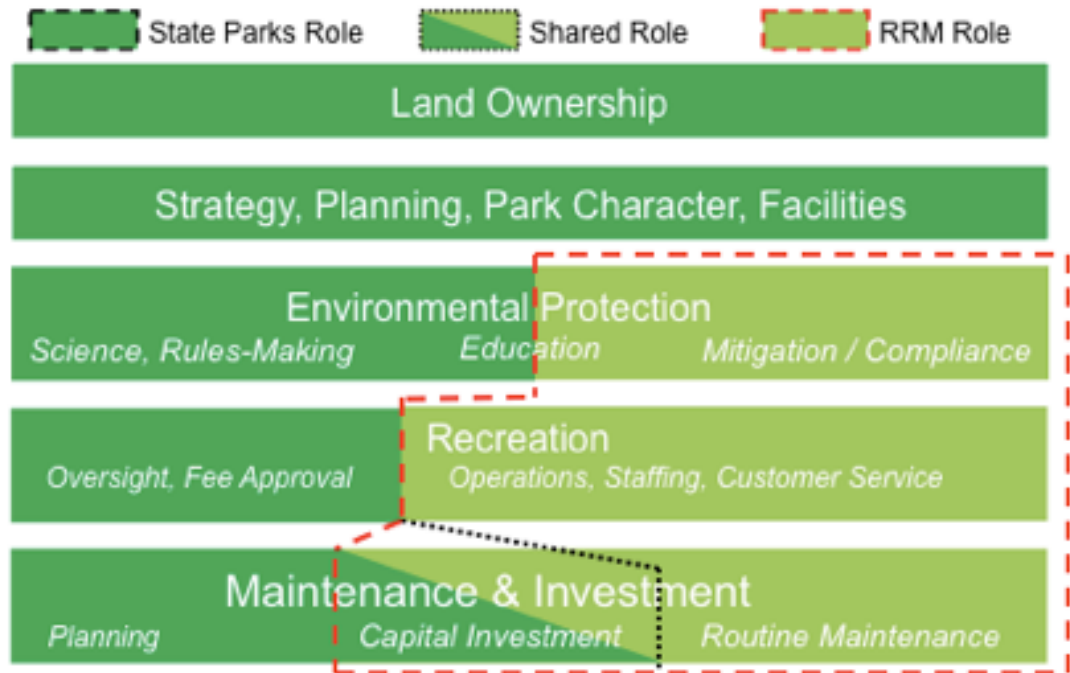 State Parks Role Shared Role RRM Role
Land Ownership
Strategy, Planning, Park Character, Facilities
Environmental Protection
Science, Rules-Making Education Mitigation / Compliance
Recreation
Oversight, Fee Approval Operations, Staffing, Customer Service
Maintenance & Investment
Planning Capital Investment Routine Maintenance